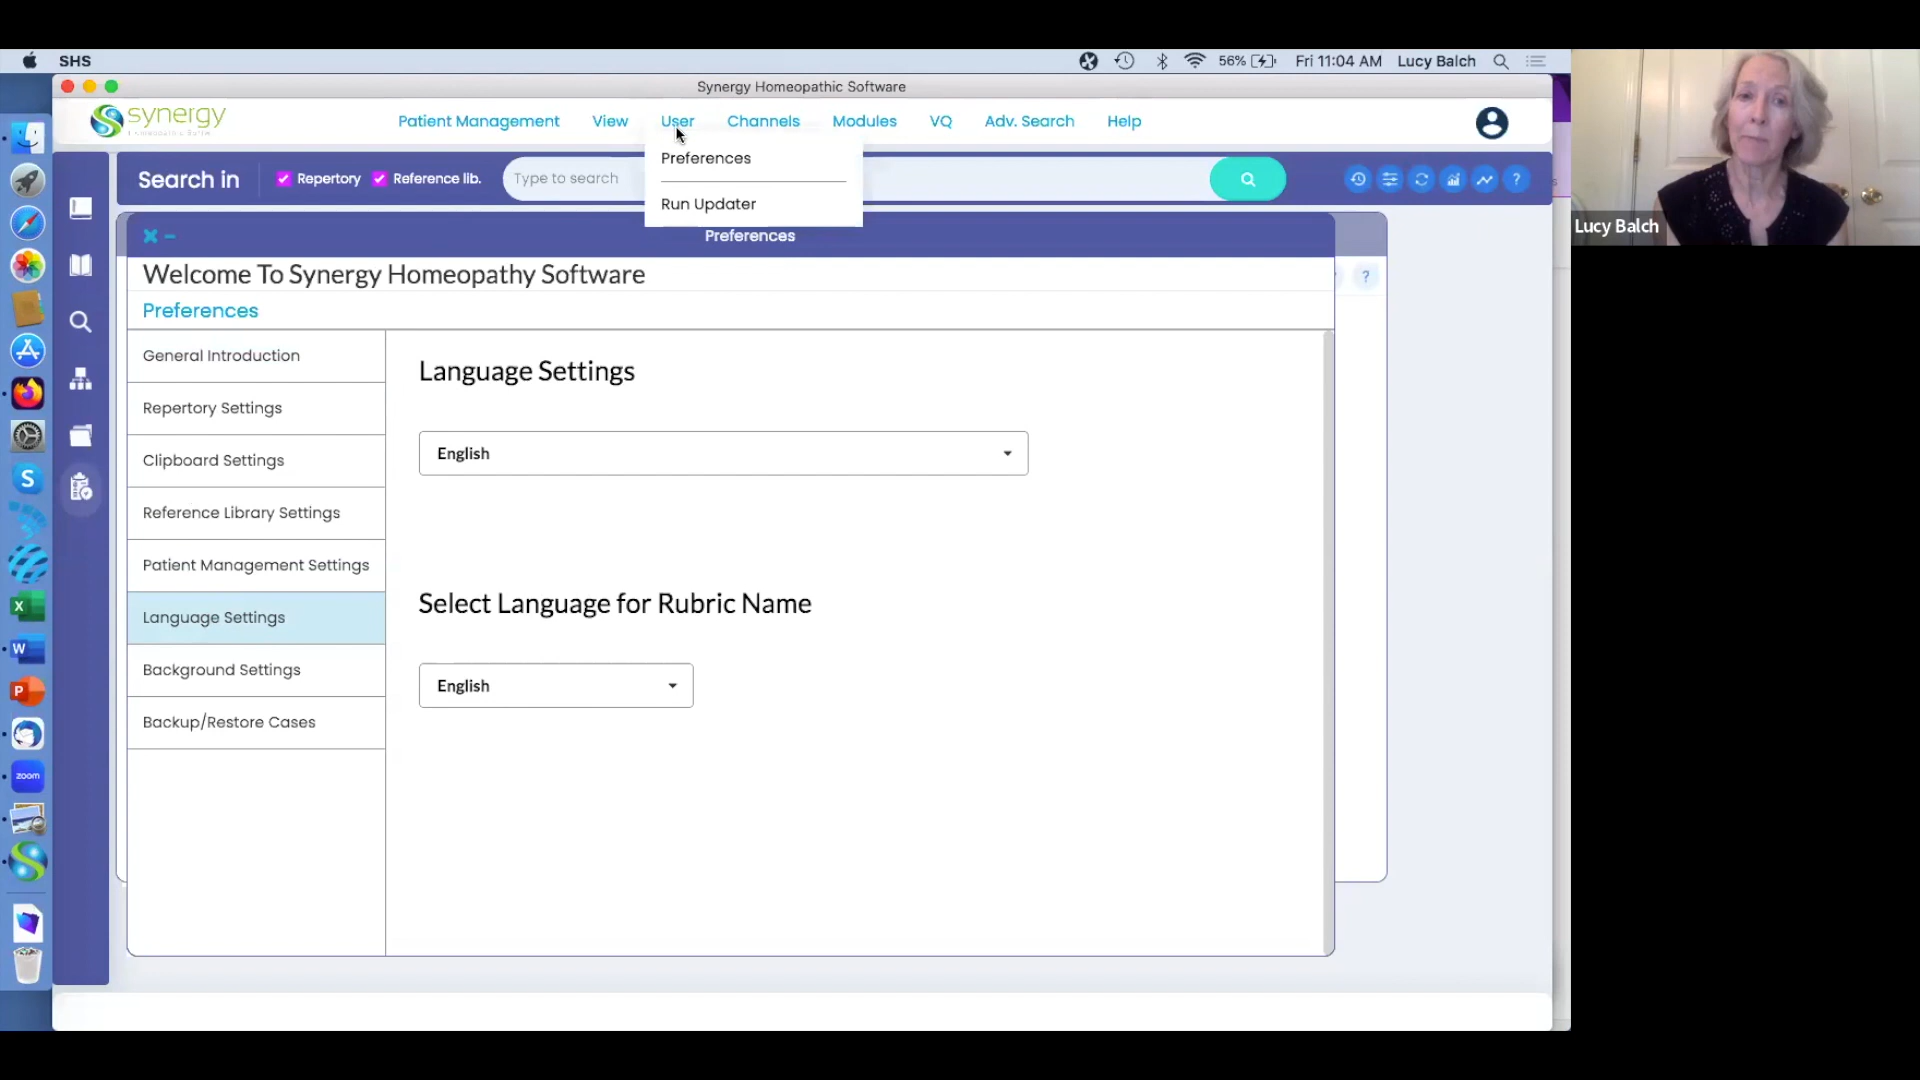 SHS
56%
Fri 11:04 AM
Lucy Balch
Synergy Homeopathic Software
synergy
Patient Management
View
User
Channels
Modules
VQ
Adv. Search
Help
Search in
Repertory
Reference lib.
Type to search
Preferences
Run Updater
?
Preferences
Welcome To Synergy Homeopathy Software
?
Preferences
General Introduction
Repertory Settings
Clipboard Settings
Reference Library Settings
Patient Management Settings
Language Settings
Background Settings
Backup/Restore Cases
Language Settings
English
Select Language for Rubric Name
English
S
X
W
P
zoom
Lucy Balch